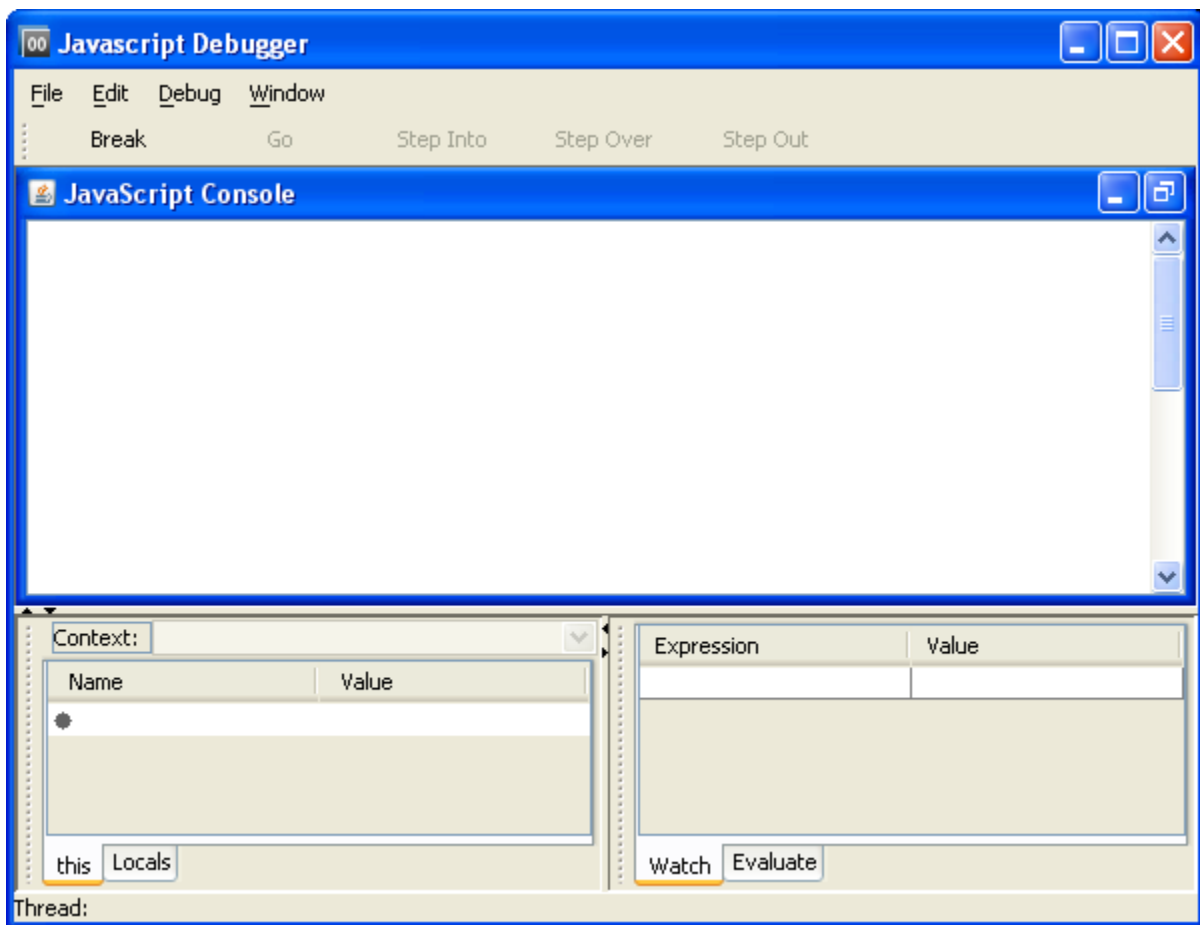 Javascript Debugger
File Edit Debug Window
Break Go Step Into Step Over Step Out
JavaScript Console
Context:
Name Value
this Locals
Expression Value
Watch Evaluate
Thread: